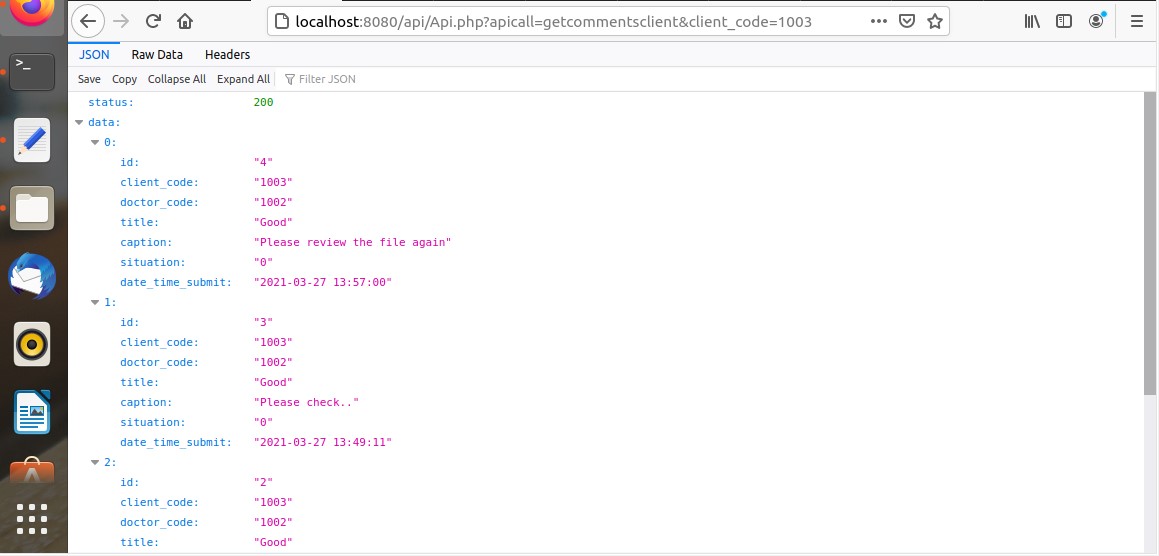 localhost:8080/api/Api.php?apicall=getcommentsclient&client_code=1003
JSON Raw Data Headers
Save Copy Collapse All Expand All Filter JSON
status: 200
data:
0:
id: "4"
client_code: "1003"
doctor_code: "1002"
title: "Good"
caption: "Please review the file again"
situation: "0"
date_time_submit: "2021-03-27 13:57:00"
1:
id: "3"
client_code: "1003"
doctor_code: "1002"
title: "Good"
caption: "Please check.."
situation: "0"
date_time_submit: "2021-03-27 13:49:11"
2:
id: "2"
client_code: "1003"
doctor_code: "1002"
title: "Good"